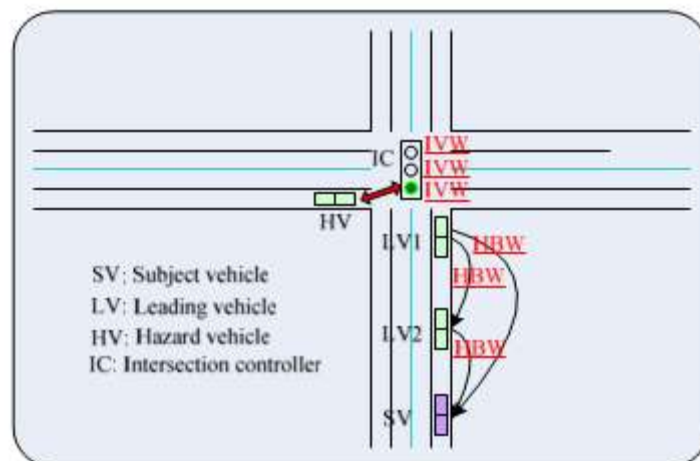 IVW
IC
IVW
IVW
HV
LV1
HBW
HBW
LV2
HBW
SV
SV: Subject vehicle
LV: Leading vehicle
HV: Hazard vehicle
IC: Intersection controller